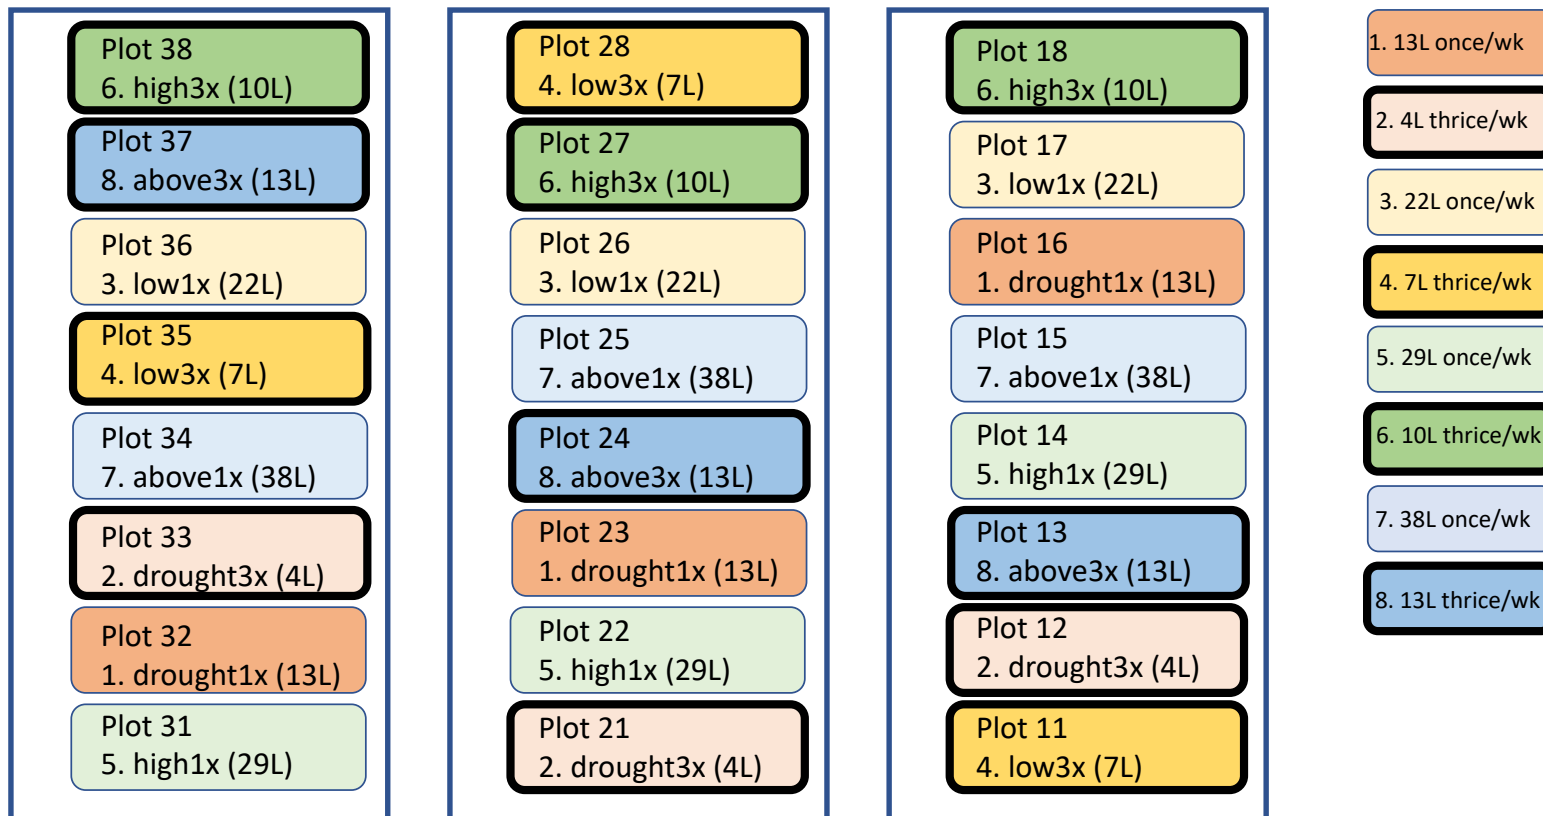 Plot 38
6. high3x (10L)
Plot 37
8. above3x (13L)
Plot 36
3. low1x (22L)
Plot 35
4. low3x (7L)
Plot 34
7. above1x (38L)
Plot 33
2. drought3x (4L)
Plot 32
1. drought1x (13L)
Plot 31
5. high1x (29L)
Plot 28
4. low3x (7L)
Plot 27
6. high3x (10L)
Plot 26
3. low1x (22L)
Plot 25
7. above1x (38L)
Plot 24
8. above3x (13L)
Plot 23
1. drought1x (13L)
Plot 22
5. high1x (29L)
Plot 21
2. drought3x (4L)
Plot 18
6. high3x (10L)
Plot 17
3. low1x (22L)
Plot 16
1. drought1x (13L)
Plot 15
7. above1x (38L)
Plot 14
5. high1x (29L)
Plot 13
8. above3x (13L)
Plot 12
2. drought3x (4L)
Plot 11
4. low3x (7L)
1. 13L once/wk
2. 4L thrice/wk
3. 22L once/wk
4. 7L thrice/wk
5. 29L once/wk
6. 10L thrice/wk
7. 38L once/wk
8. 13L thrice/wk